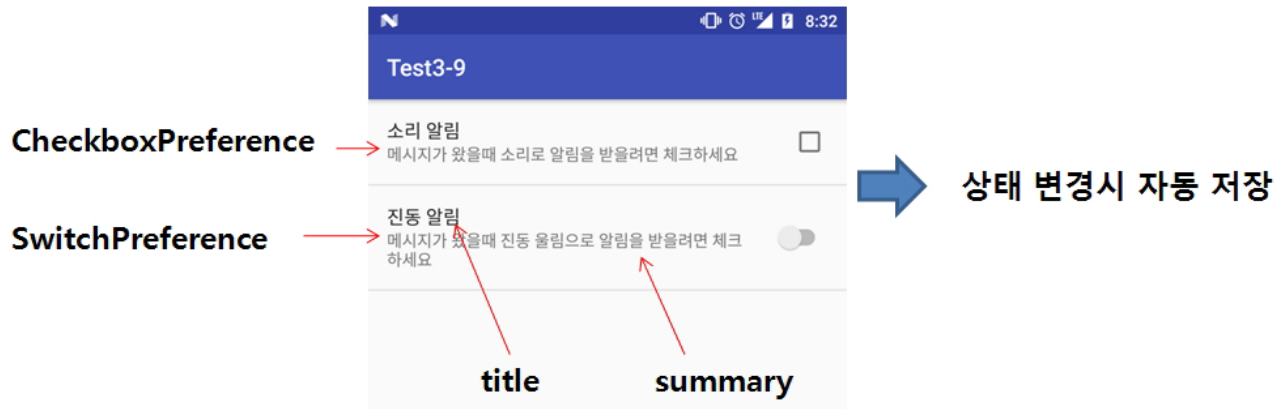 8:32
Test3-9
CheckboxPreference
소리 알림
메시지가 왔을때 소리로 알림을 받을려면 체크하세요
상태 변경시 자동 저장
SwitchPreference
진동 알림
메시지가 왔을때 진동 울림으로 알림을 받을려면 체크
하세요
title
summary